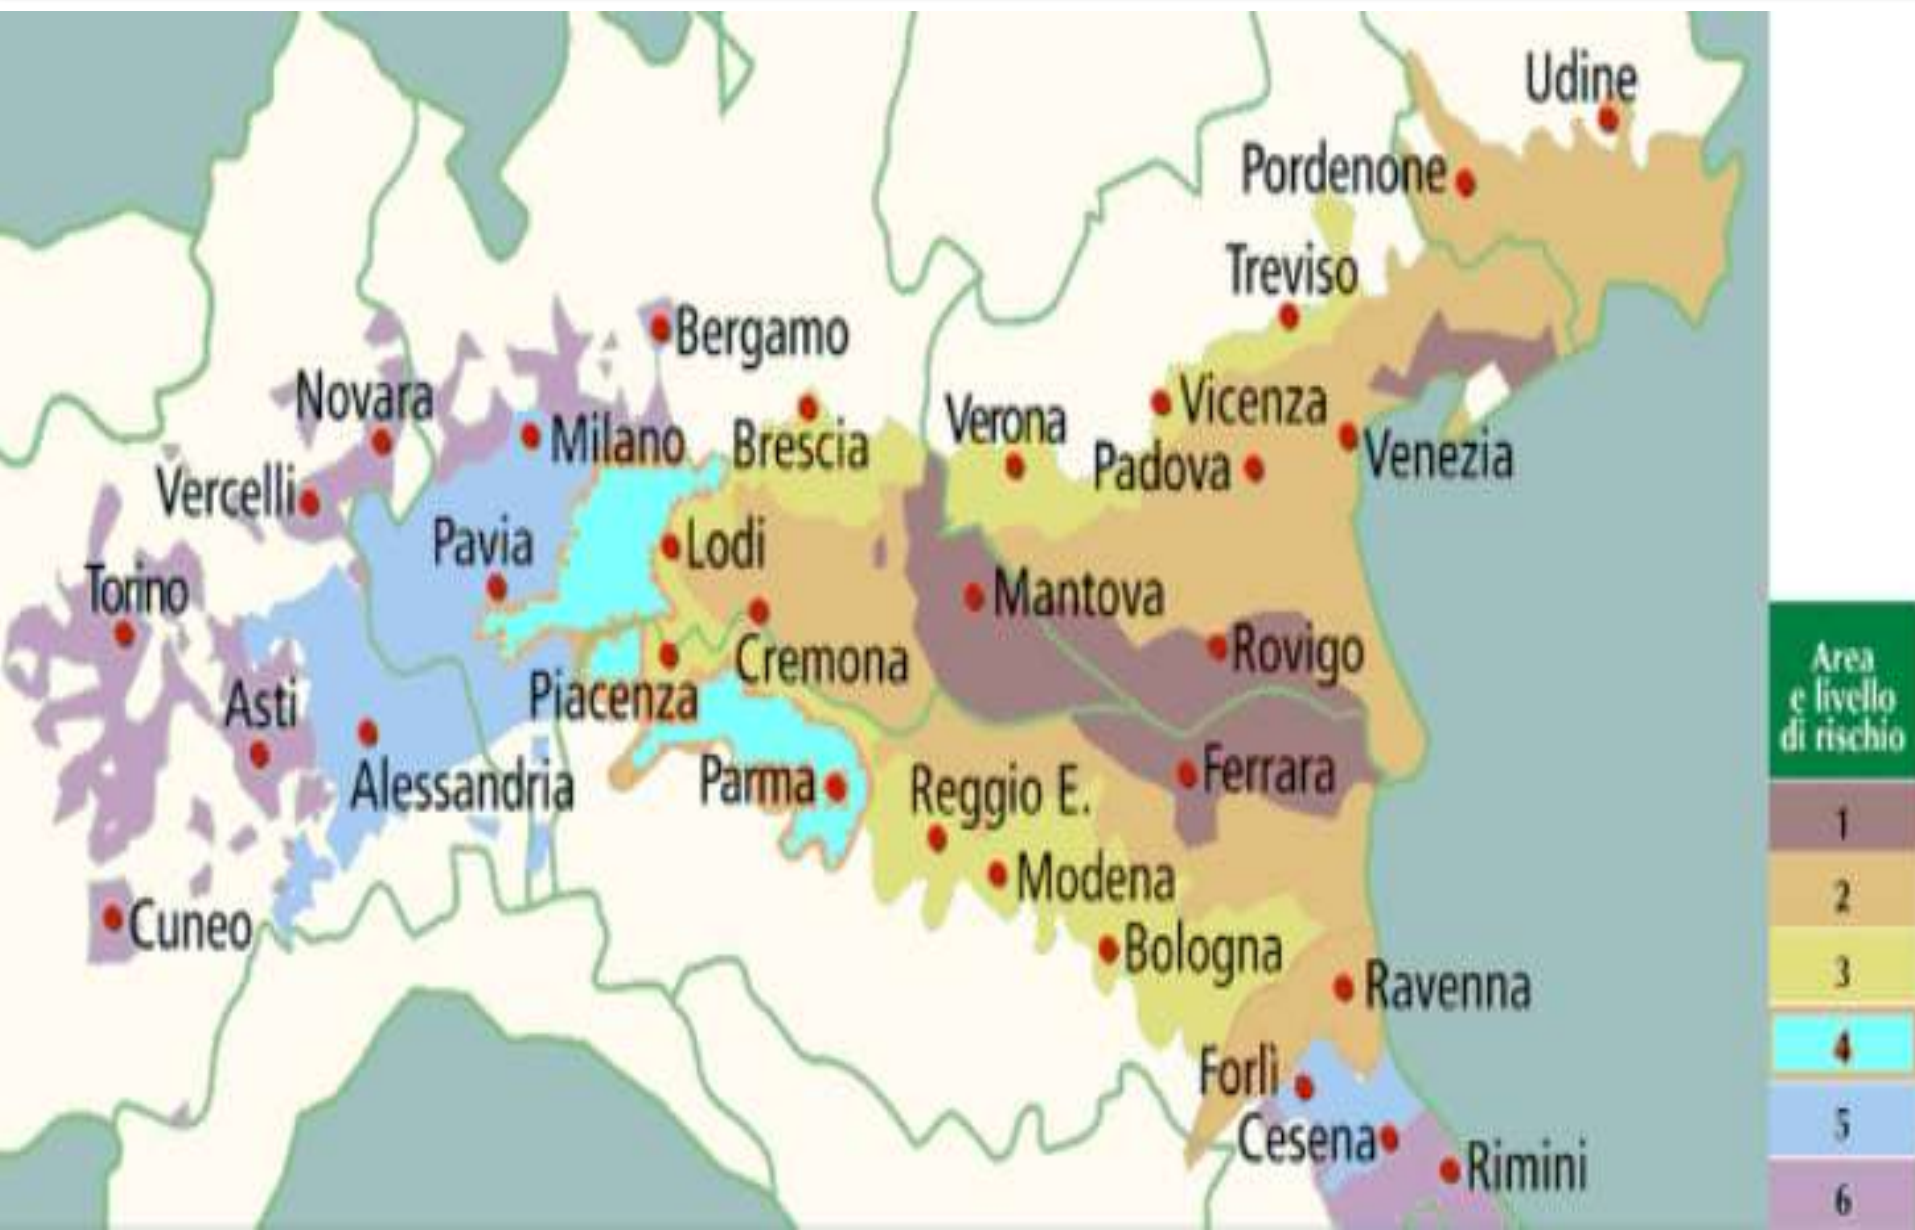 Udine
Pordenone
Treviso
Bergamo
Novara
Milano
Brescia
Verona
Vicenza
Padova
Venezia
Vercelli
Pavia
Lodi
Torino
Mantova
Cremona
Rovigo
Asti
Piacenza
Alessandria
Parma
Reggio E.
Ferrara
Modena
Cuneo
Bologna
Ravenna
Forlì
Cesena
Rimini
Area
e livello
di rischio
1
2
3
4
5
6